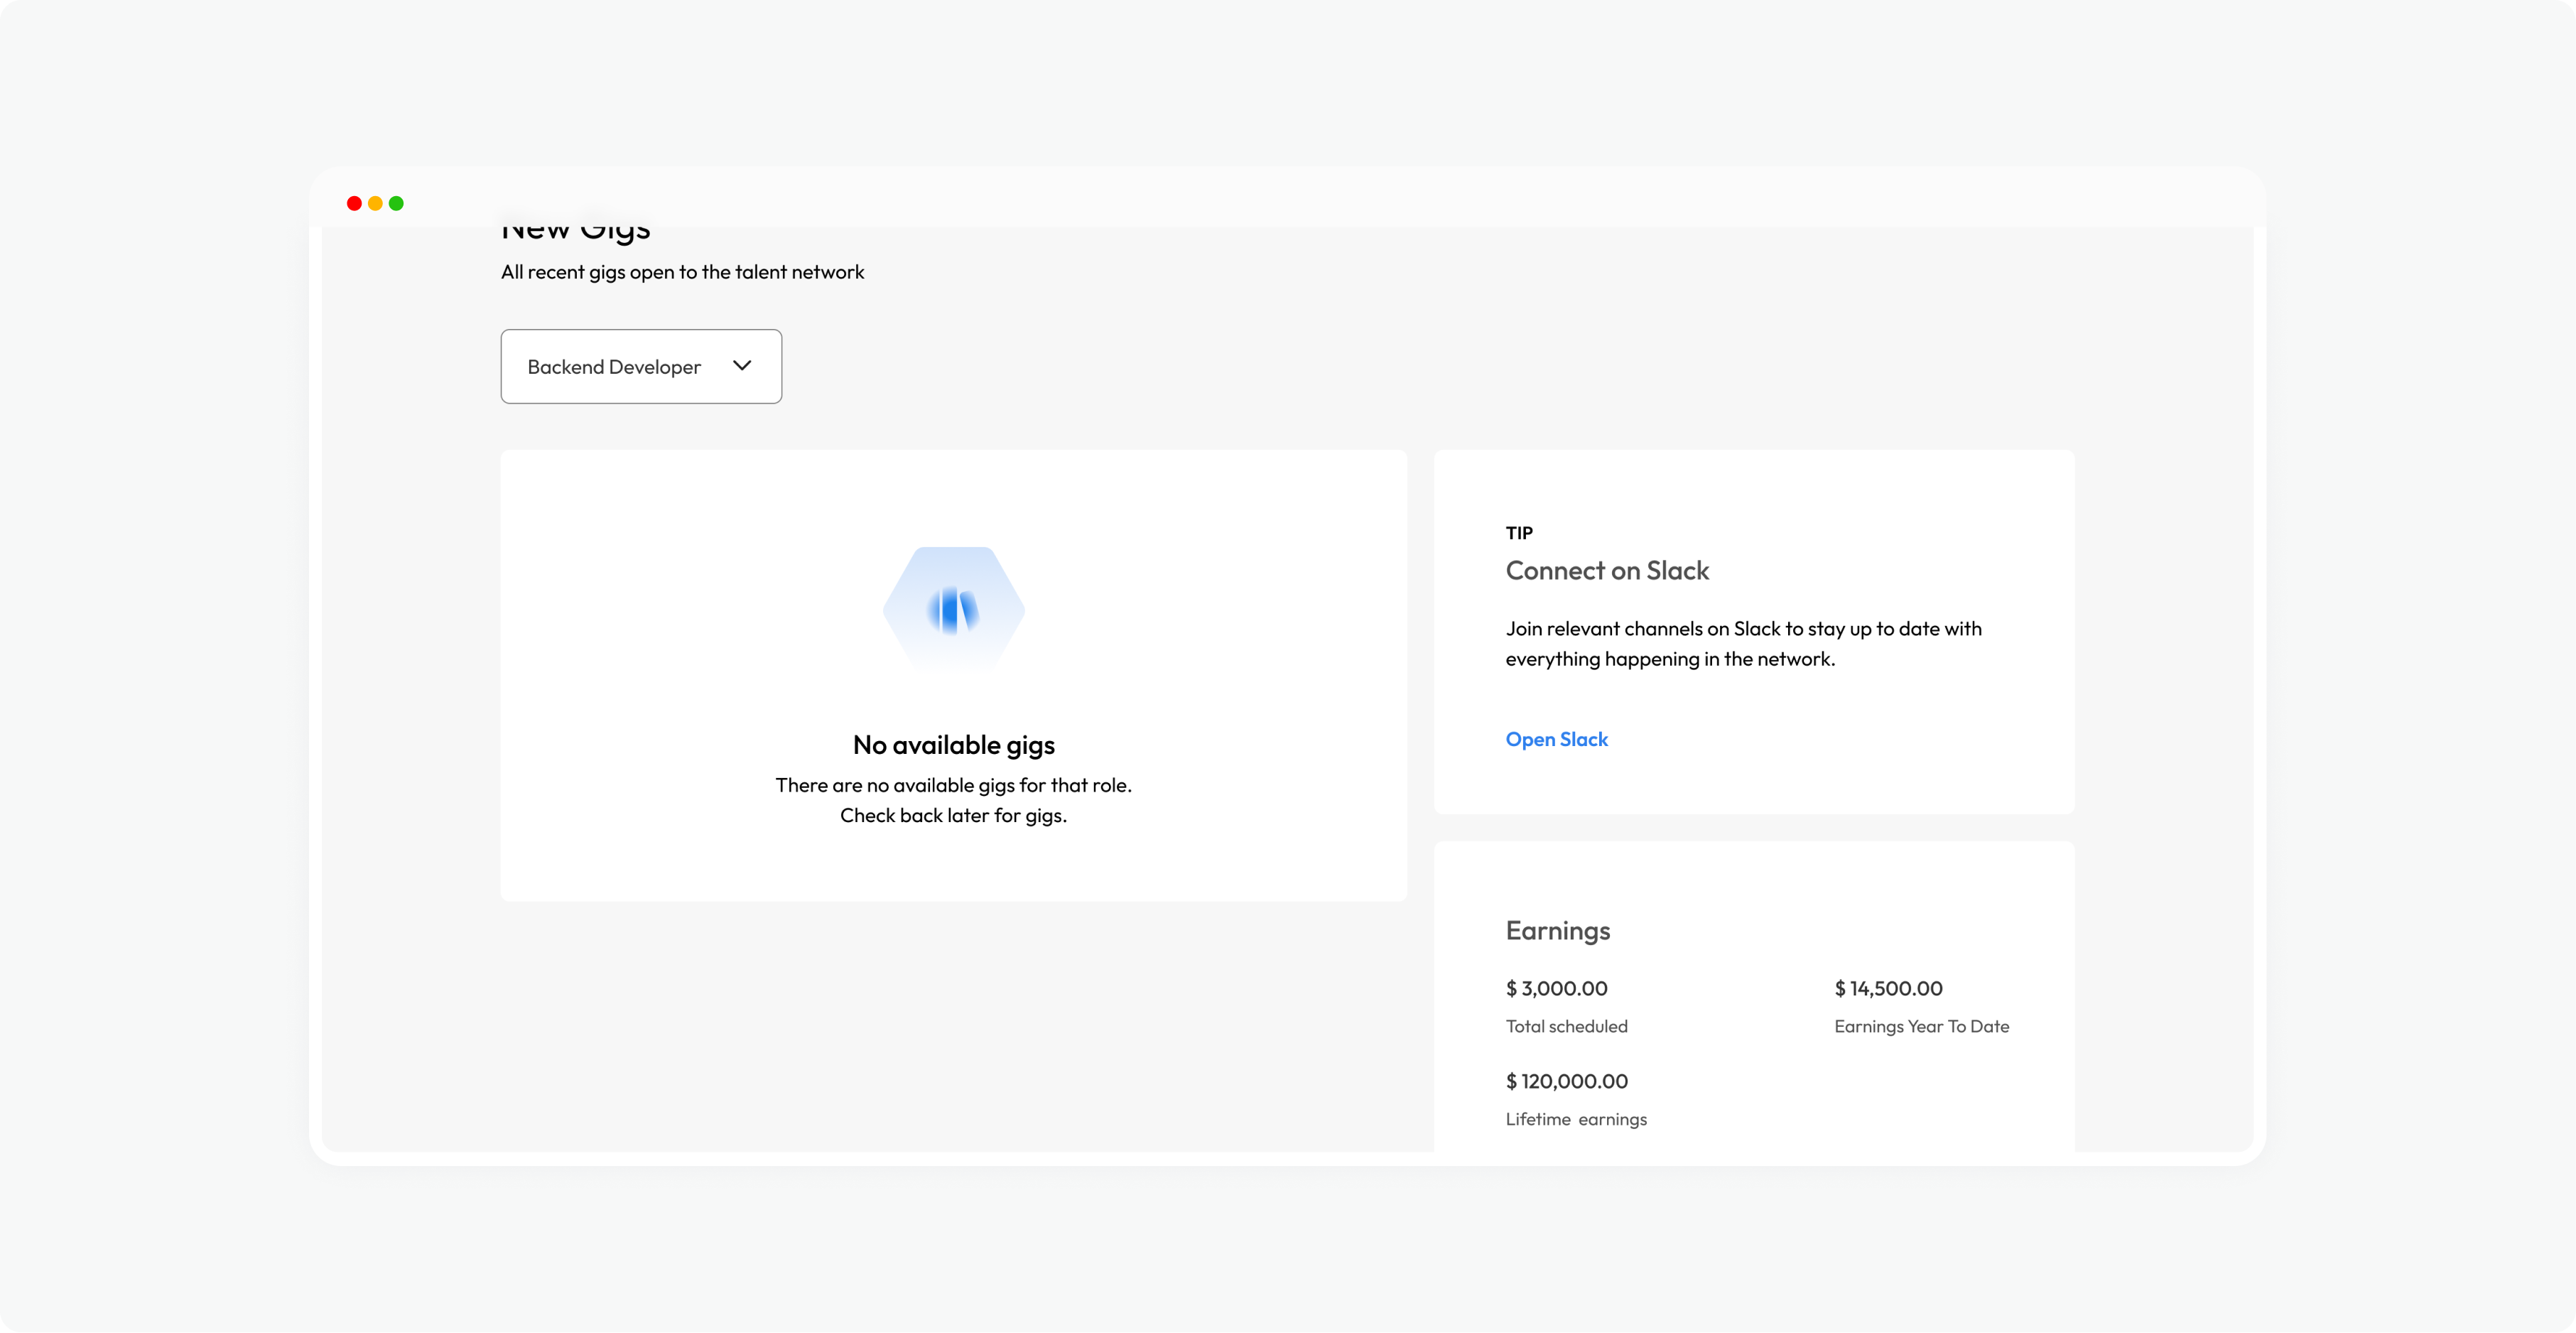 New Gigs
All recent gigs open to the talent network
Backend Developer
No available gigs
There are no available gigs for that role.
Check back later for gigs.
TIP
Connect on Slack
Join relevant channels on Slack to stay up to date with
everything happening in the network.
Open Slack
Earnings
$ 3,000.00
Total scheduled
$ 14,500.00
Earnings Year To Date
$ 120,000.00
Lifetime earnings